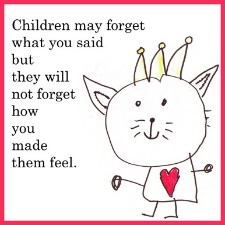 Children may forget
what you said
but
they will
not forget
how
you
made
them feel.